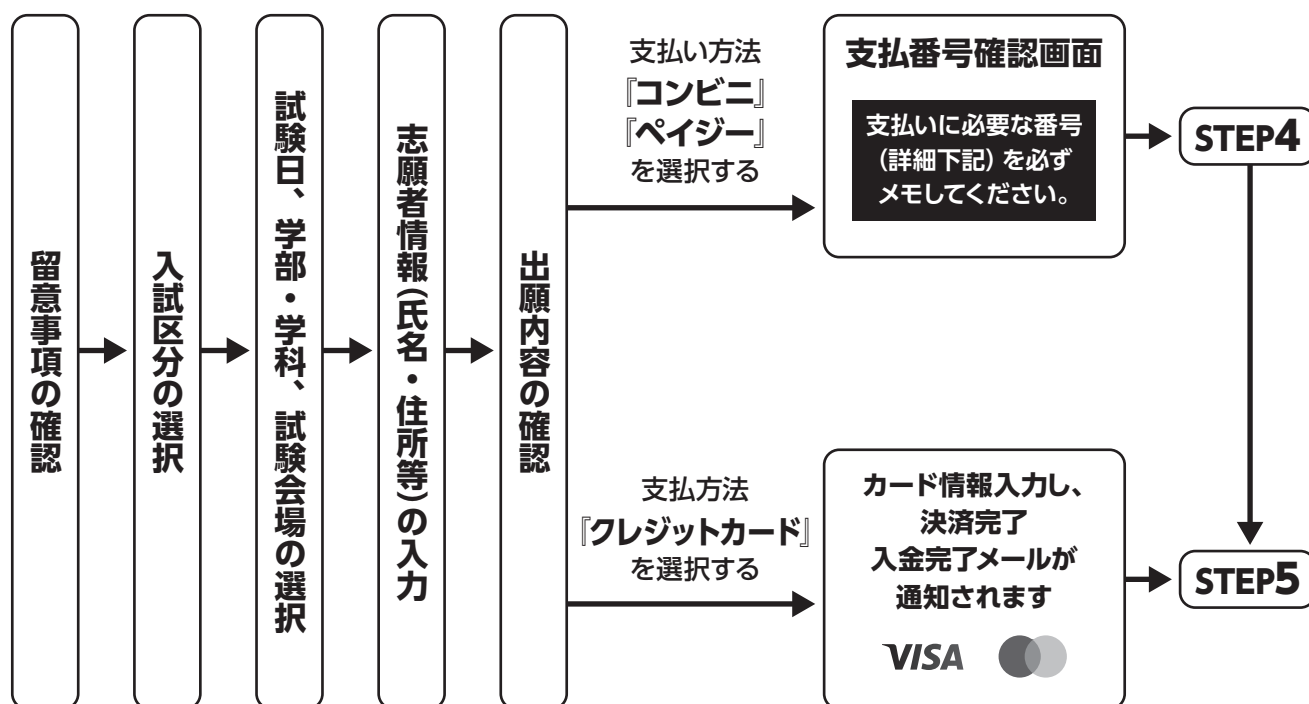 留意事項の確認
入試区分の選択
試験日、学部・学科、試験会場の選択
志願者情報(氏名・住所等)の入力
出願内容の確認
支払い方法
『コンビニ』
『ペイジー』
を選択する
支払番号確認画面
支払いに必要な番号
(詳細下記)を必ず
メモしてください。
STEP4
支払方法
『クレジットカード』
を選択する
カード情報入力し、
決済完了
入金完了メールが
通知されます
VISA
STEP5